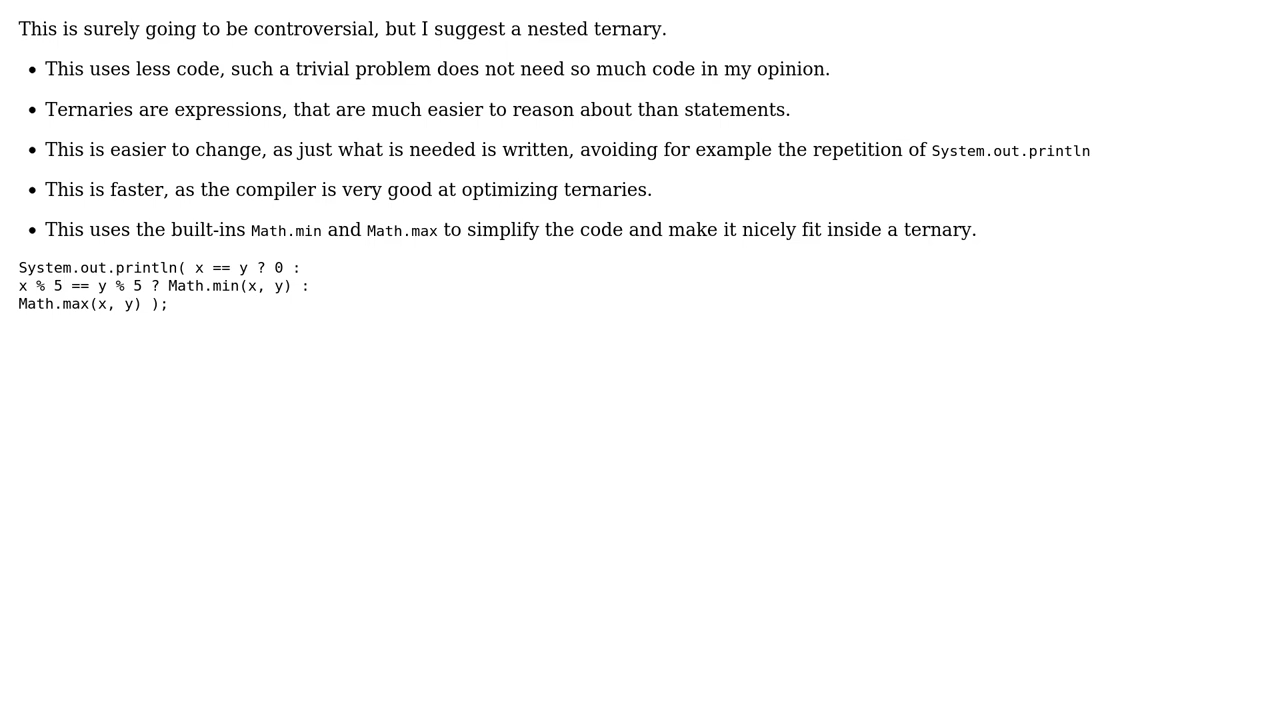 This is surely going to be controversial, but I suggest a nested ternary.
• This uses less code, such a trivial problem does not need so much code in my opinion.
• Ternaries are expressions, that are much easier to reason about than statements.
• This is easier to change, as just what is needed is written, avoiding for example the repetition of System.out.println
• This is faster, as the compiler is very good at optimizing ternaries.
• This uses the built-ins Math.min and Math.max to simplify the code and make it nicely fit inside a ternary.
System.out.println( x == y ? 0 :
x % 5 == y % 5 ? Math.min(x, y) :
Math.max(x, y) );